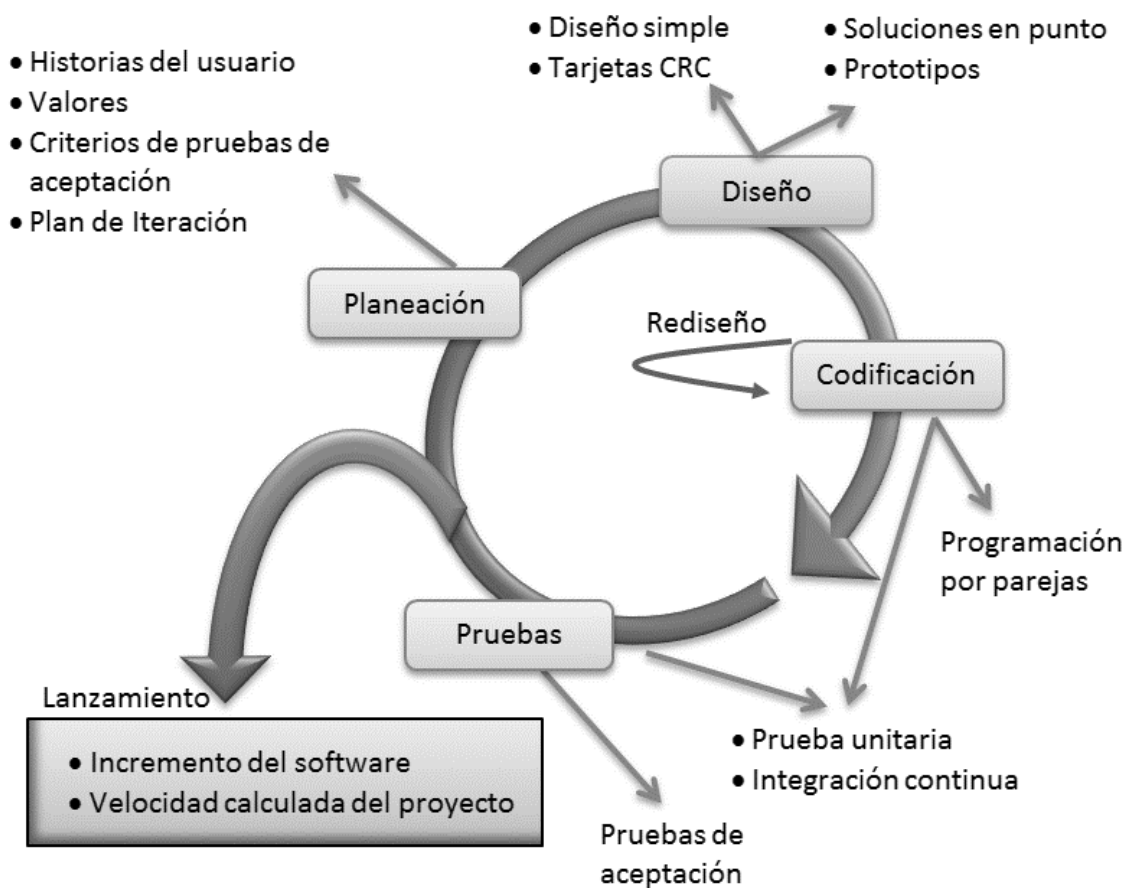 • Historias del usuario
• Valores
• Criterios de pruebas de
aceptación
• Plan de Iteración
• Diseño simple
• Tarjetas CRC
• Soluciones en punto
• Prototipos
Diseño
Planeación
Rediseño
Codificación
Programación
por parejas
Pruebas
Lanzamiento
• Incremento del software
• Velocidad calculada del proyecto
• Prueba unitaria
• Integración continua
Pruebas de
aceptación